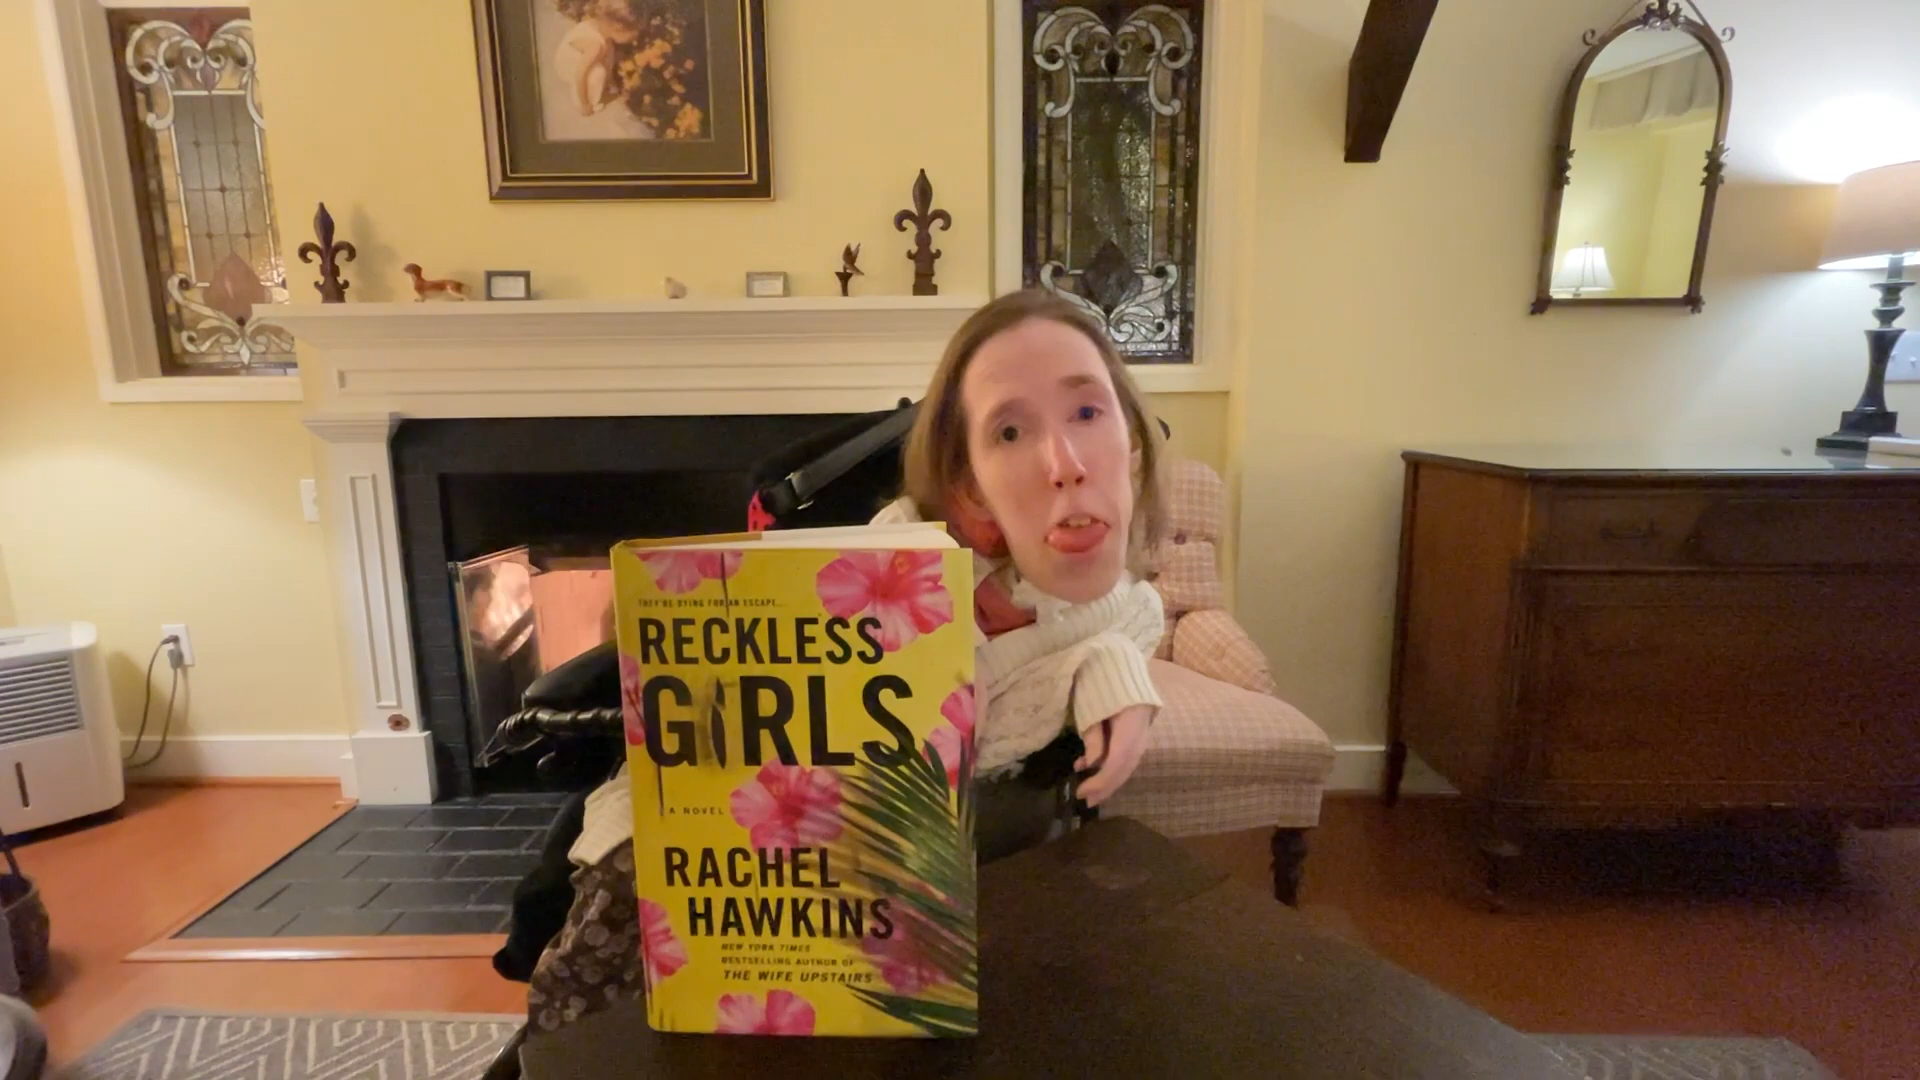 THEY'RE DYING FOR AN ESCAPE...
RECKLESS
GIRLS
A NOVEL
RACHEL
HAWKINS
NEW YORK TIMES
BESTSELLING AUTHOR OF
THE WIFE UPSTAIRS